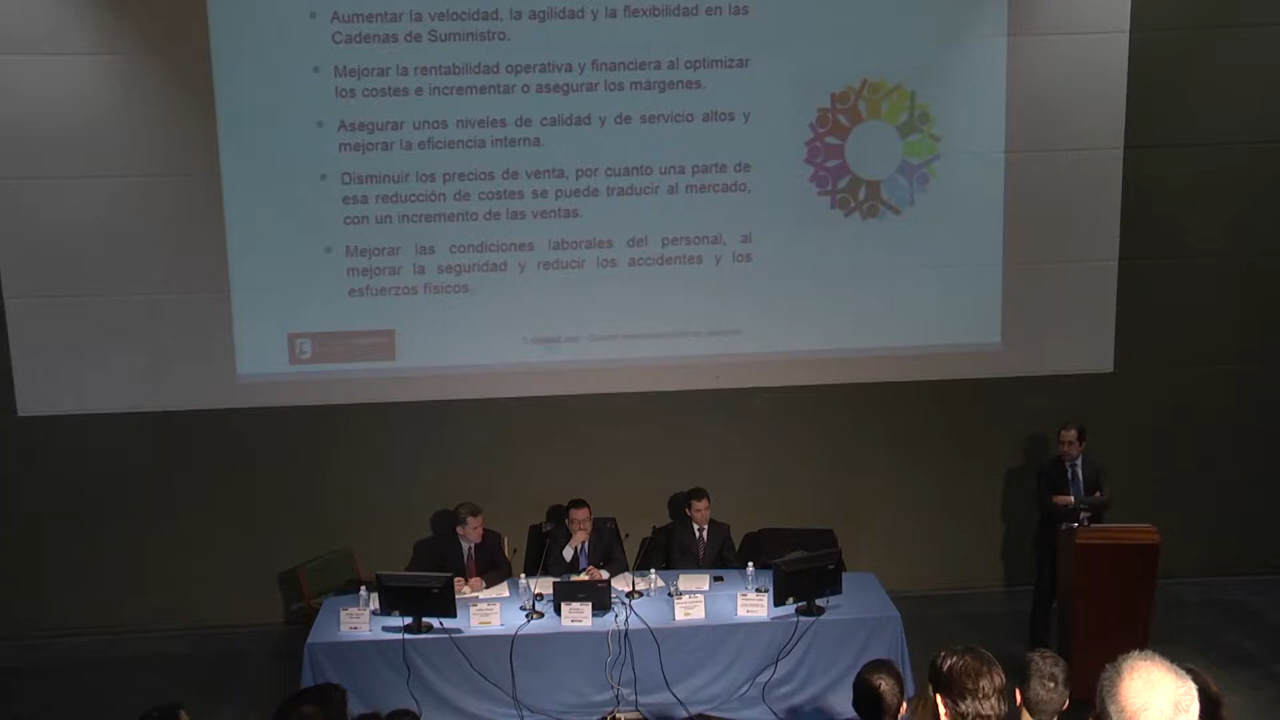 Aumentar la velocidad, la agilidad y la flexibilidad en las
Cadenas de Suministro.
Mejorar la rentabilidad operativa y financiera al optimizar
los costes e incrementar o asegurar los márgenes.
Asegurar unos niveles de calidad y de servicio altos y
mejorar la eficiencia interna.
Disminuir los precios de venta, por cuanto una parte de
esa reducción de costes se puede traducir al mercado,
con un incremento de las ventas.
Mejorar las condiciones laborales del personal, al
mejorar la seguridad y reducir los accidentes y los
esfuerzos físicos.